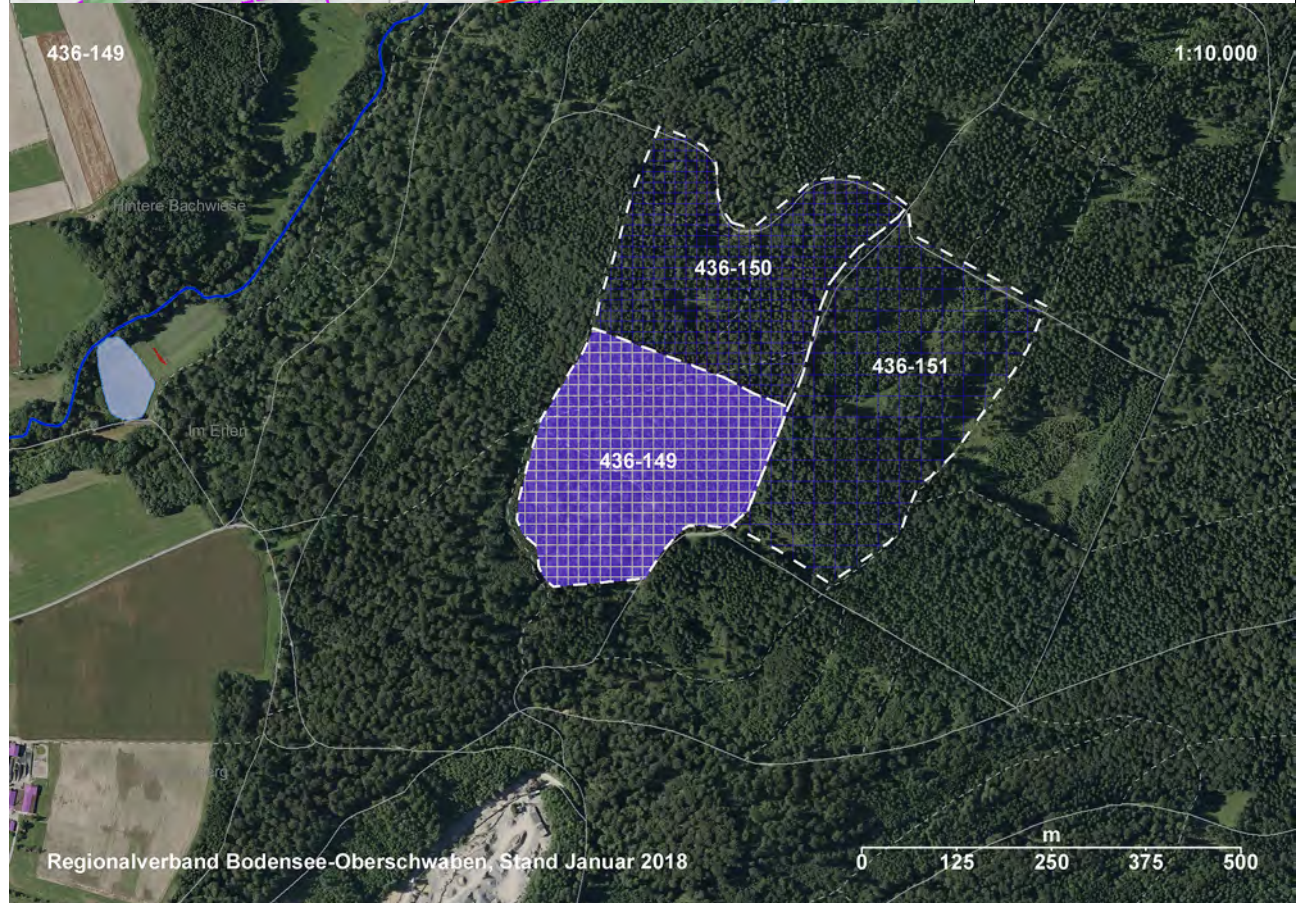 436-149
1:10.000
Hintere Bachwiese
436-150
436-151
Im Erlen
436-149
m
Regionalverband Bodensee-Oberschwaben, Stand Januar 2018
0 125 250 375 500